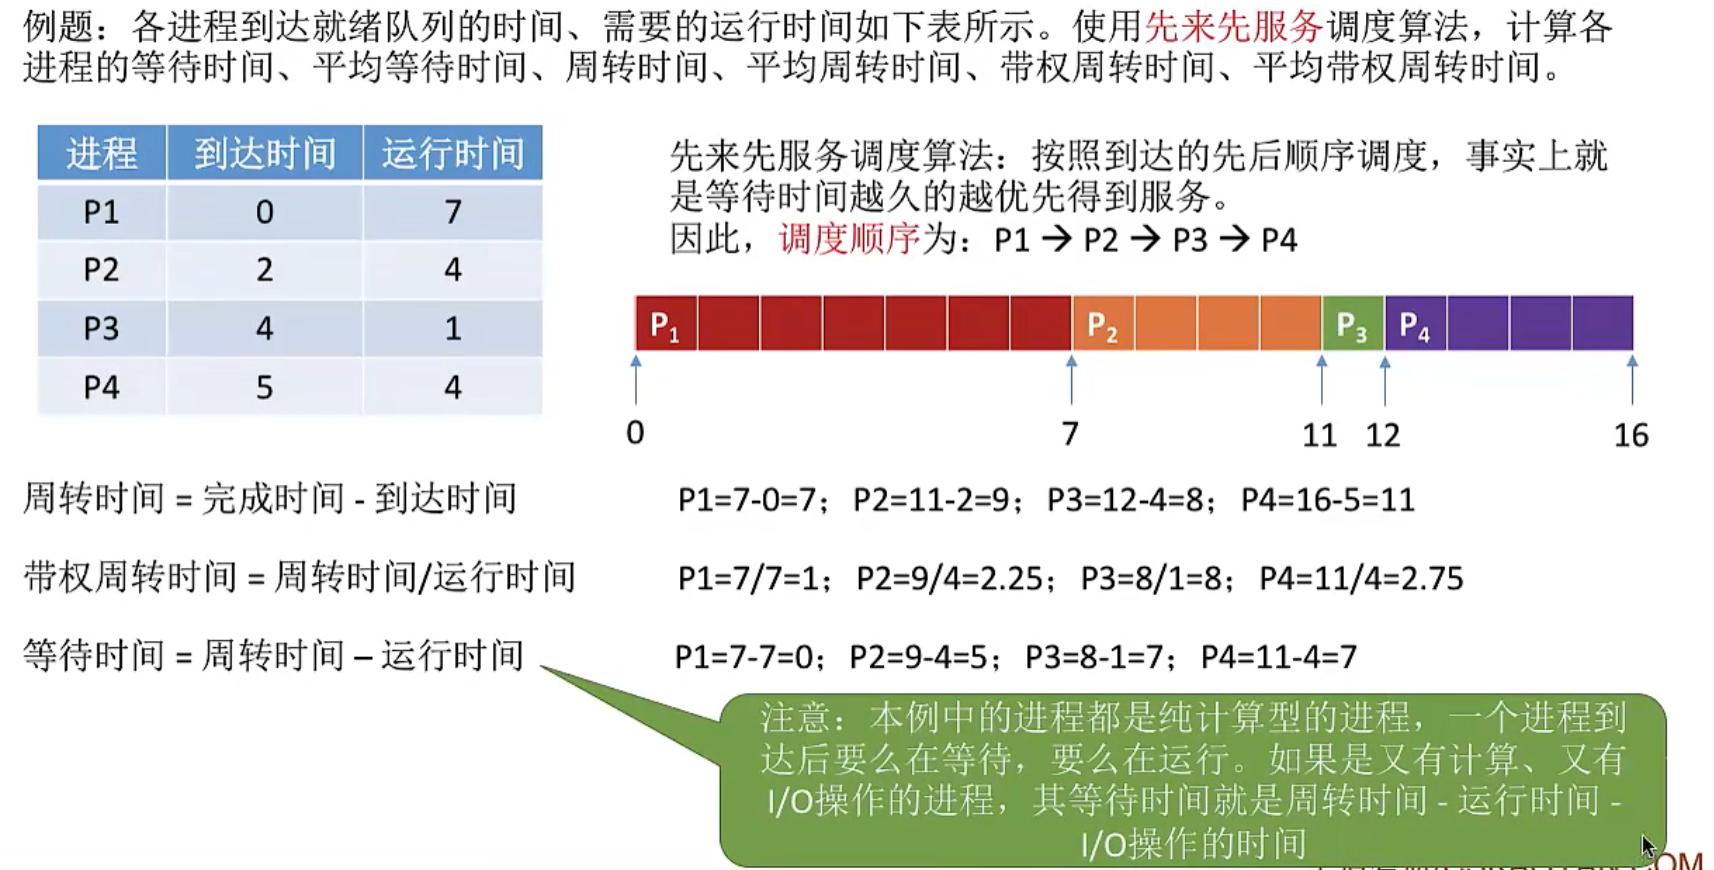 例题：各进程到达就绪队列的时间、需要的运行时间如下表所示。使用先来先服务调度算法，计算各
进程的等待时间、平均等待时间、周转时间、平均周转时间、带权周转时间、平均带权周转时间。
进程 到达时间 运行时间
P1 0 7
P2 2 4
P3 4 1
P4 5 4
先来先服务调度算法：按照到达的先后顺序调度，事实上就
是等待时间越久的越优先得到服务。
因此，调度顺序为：P1 → P2 → P3 → P4
P₁ P₂ P₃ P₄
0 7 11 12 16
周转时间 = 完成时间 - 到达时间 P1=7-0=7；P2=11-2=9；P3=12-4=8；P4=16-5=11
带权周转时间 = 周转时间/运行时间 P1=7/7=1；P2=9/4=2.25；P3=8/1=8；P4=11/4=2.75
等待时间 = 周转时间 – 运行时间 P1=7-7=0；P2=9-4=5；P3=8-1=7；P4=11-4=7
注意：本例中的进程都是纯计算型的进程，一个进程到
达后要么在等待，要么在运行。如果是又有计算、又有
I/O操作的进程，其等待时间就是周转时间 - 运行时间 -
I/O操作的时间